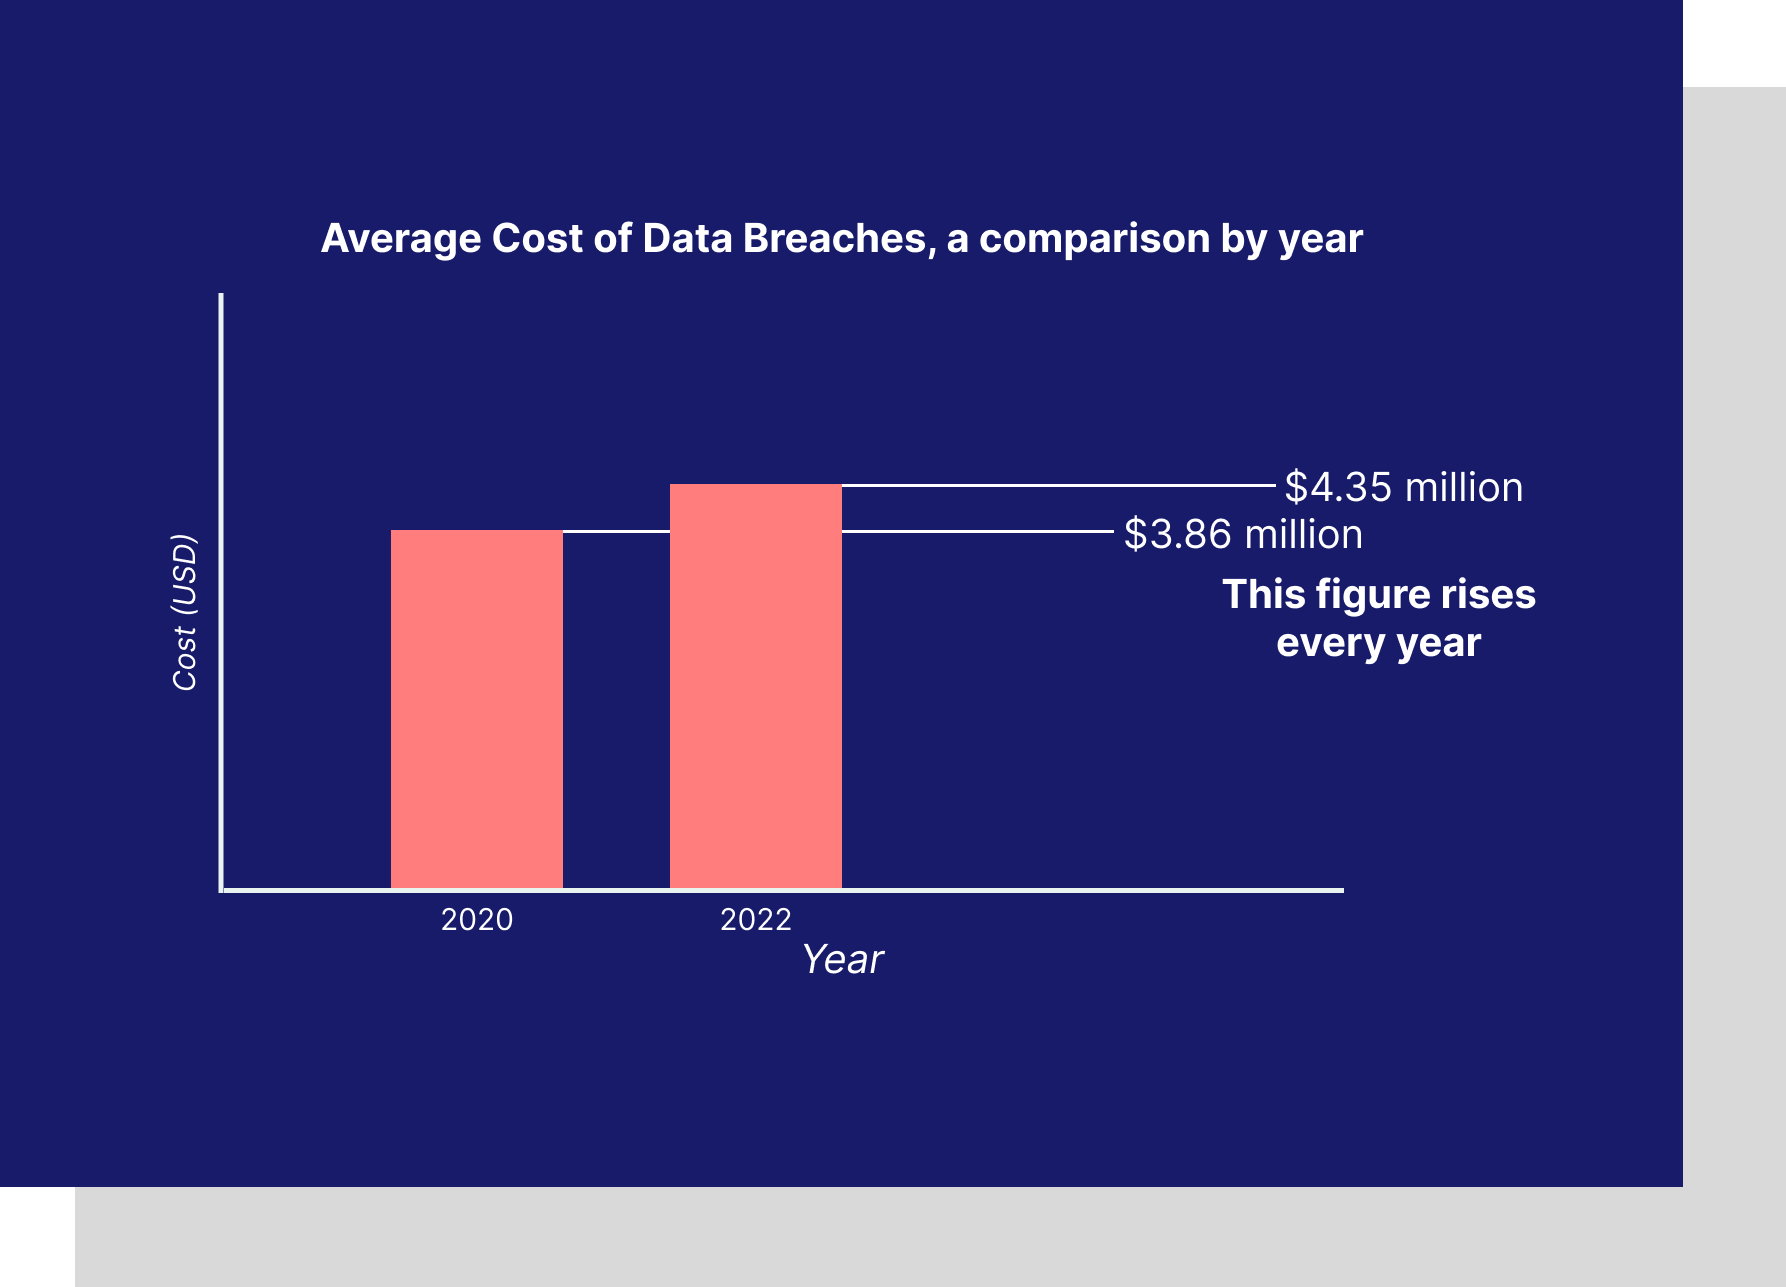 Average Cost of Data Breaches, a comparison by year
$4.35 million
$3.86 million
This figure rises
every year
Cost (USD)
2020
2022
Year